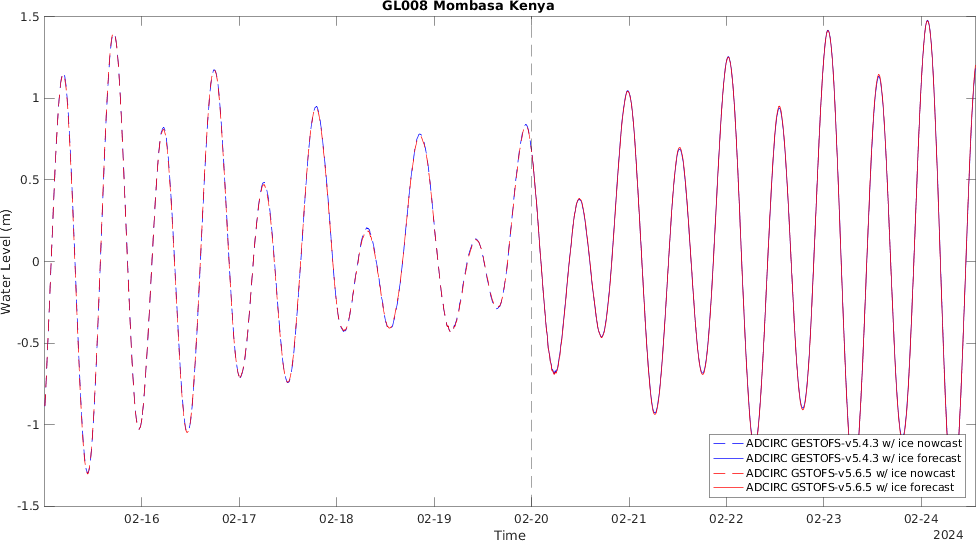 GL008 Mombasa Kenya
Water Level (m)
1.5
1
0.5
0
-0.5
-1
-1.5
ADCIRC GESTOFS-v5.4.3 w/ ice nowcast
ADCIRC GESTOFS-v5.4.3 w/ ice forecast
ADCIRC GSTOFS-v5.6.5 w/ ice nowcast
ADCIRC GSTOFS-v5.6.5 w/ ice forecast
02-16 02-17 02-18 02-19 02-20 02-21 02-22 02-23 02-24
Time
2024